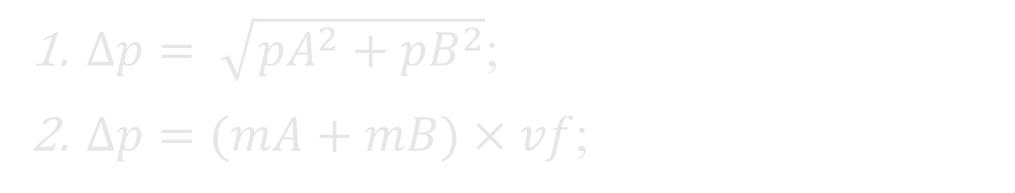 1. Δp = √(pA² + pB²);
2. Δp = (mA + mB) × vf;